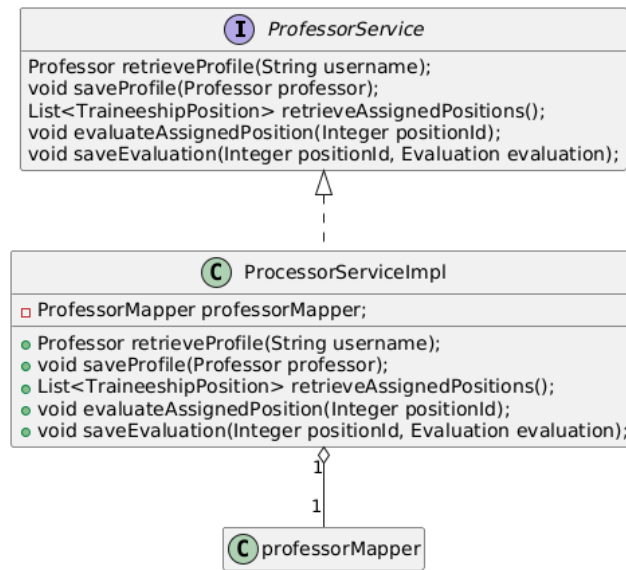 I ProfessorService
Professor retrieveProfile(String username);
void saveProfile(Professor professor);
List<TraineeshipPosition> retrieveAssignedPositions();
void evaluateAssignedPosition(Integer positionId);
void saveEvaluation(Integer positionId, Evaluation evaluation);
C ProcessorServiceImpl
ProfessorMapper professorMapper;
Professor retrieveProfile(String username);
void saveProfile(Professor professor);
List<TraineeshipPosition> retrieveAssignedPositions();
void evaluateAssignedPosition(Integer positionId);
void saveEvaluation(Integer positionId, Evaluation evaluation);
1
1
C professorMapper